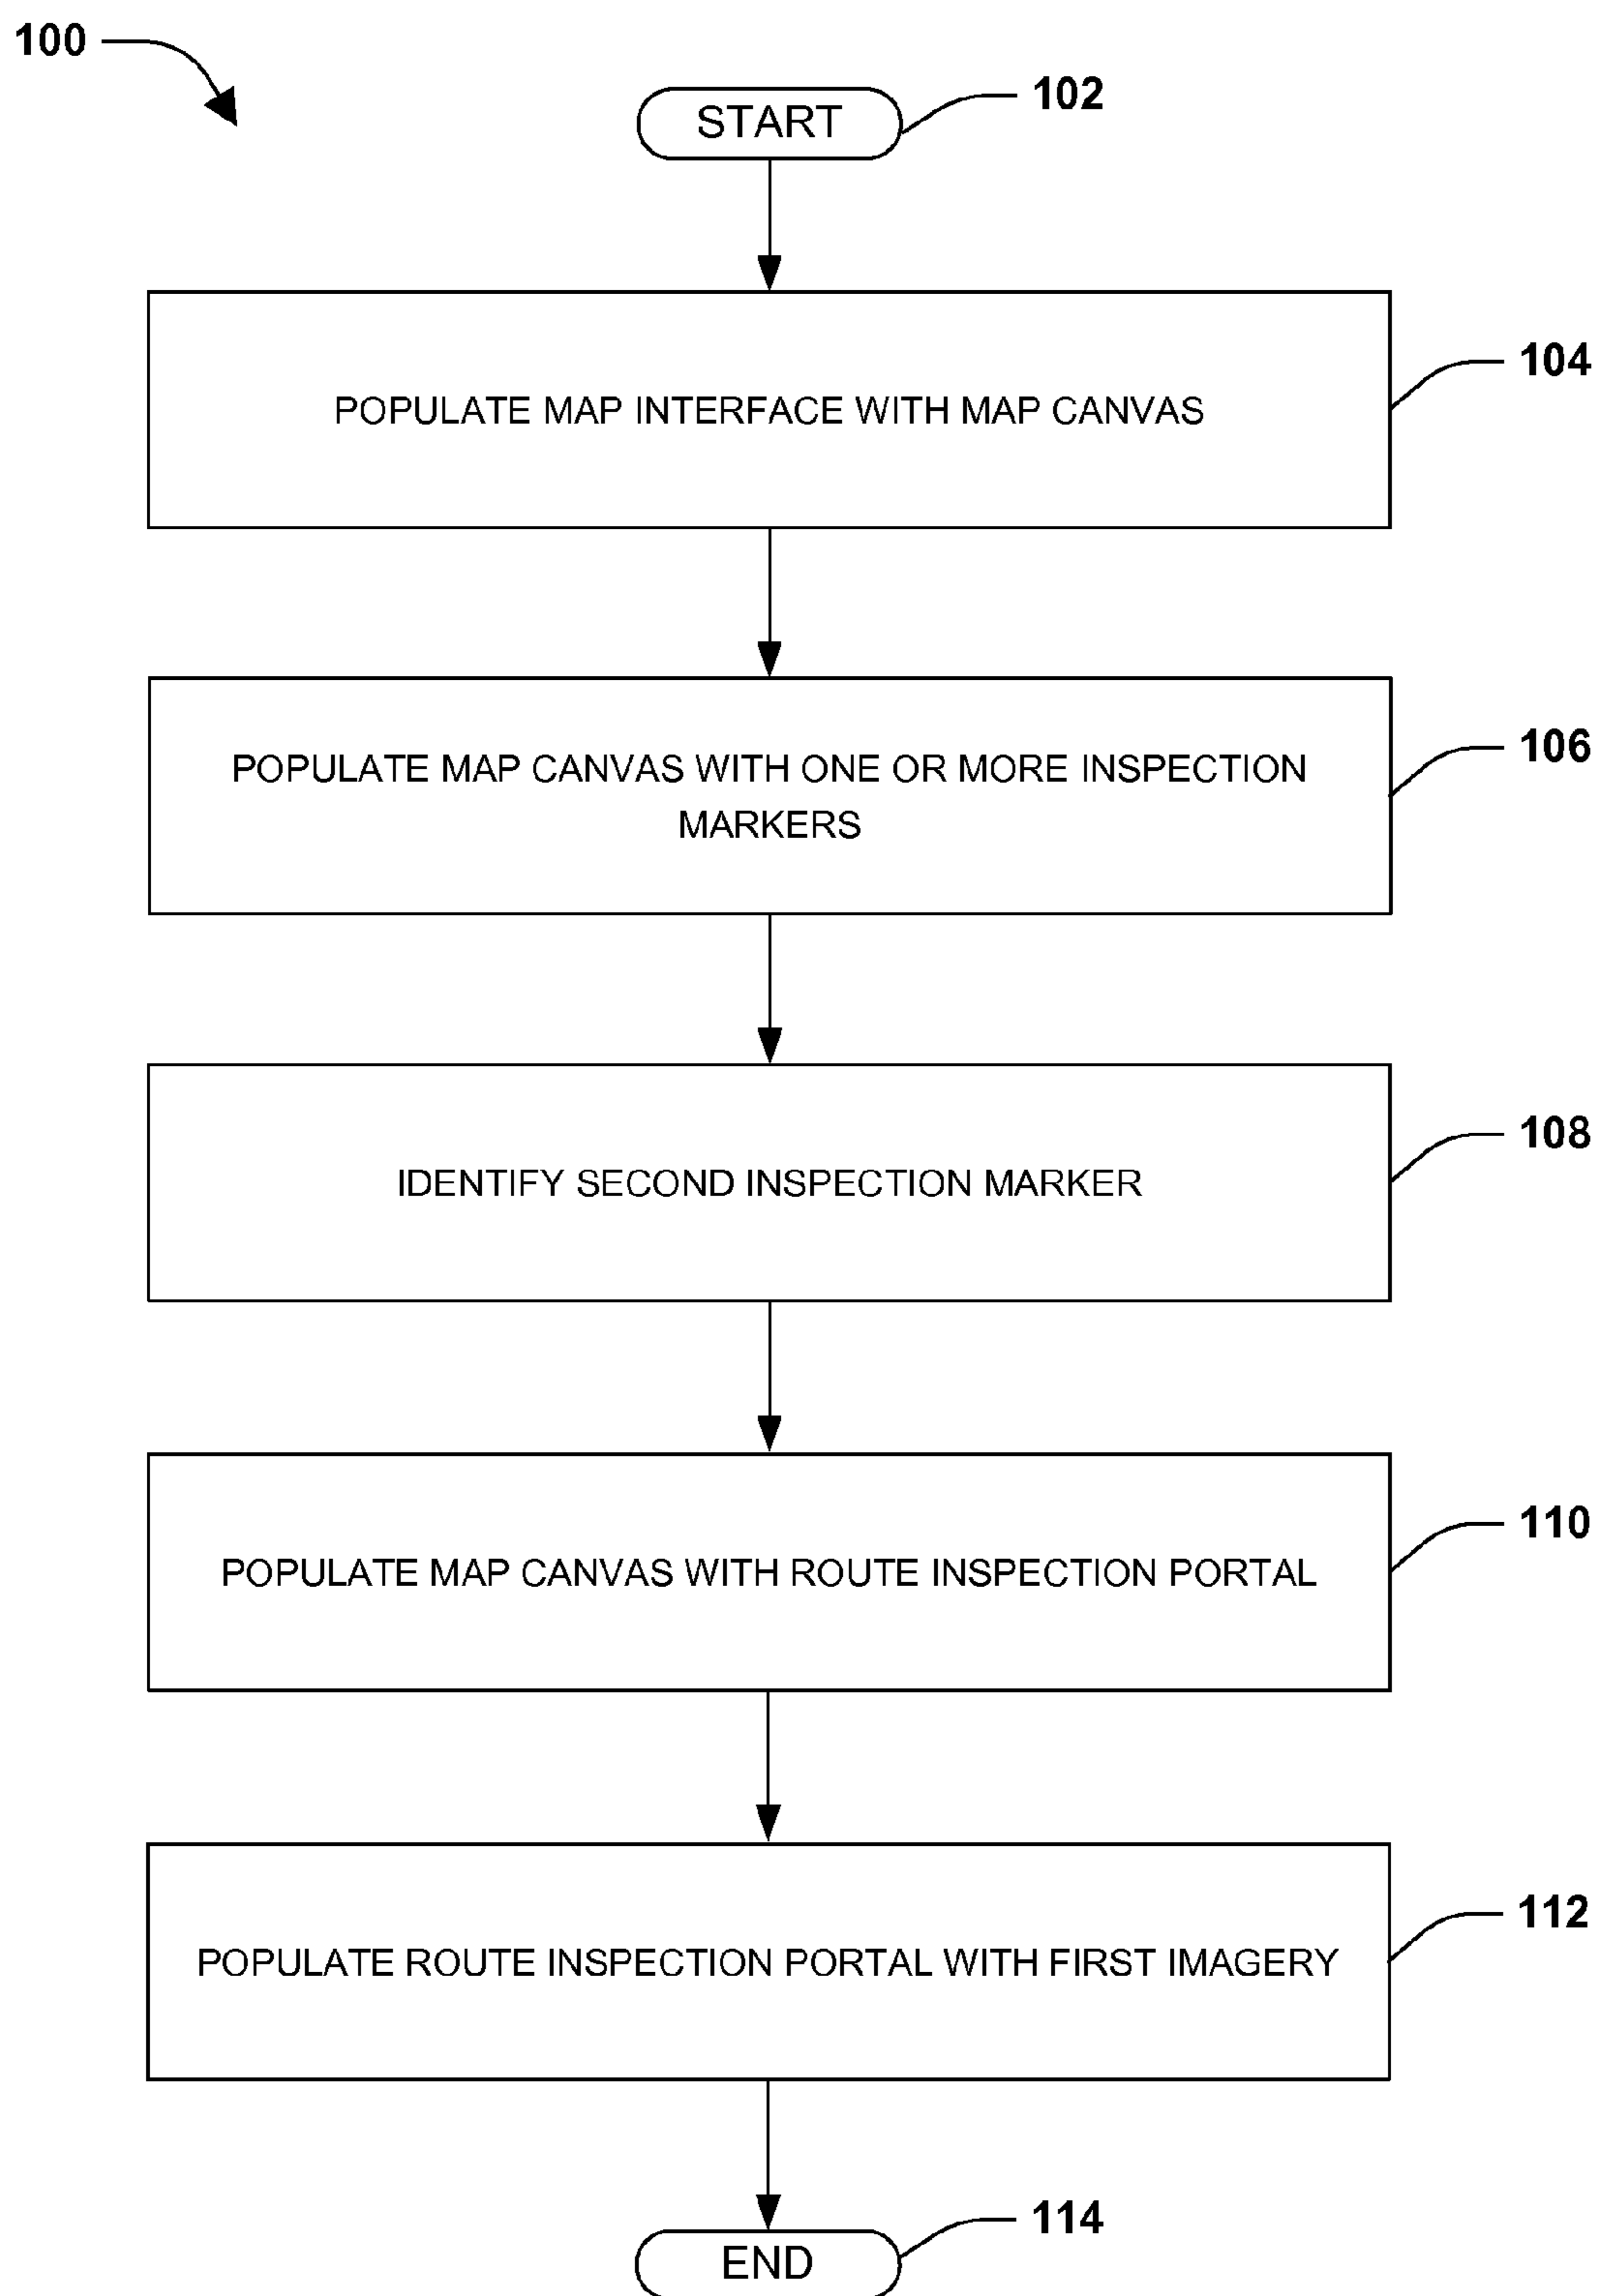 100
START
102
POPULATE MAP INTERFACE WITH MAP CANVAS
104
POPULATE MAP CANVAS WITH ONE OR MORE INSPECTION
MARKERS
106
IDENTIFY SECOND INSPECTION MARKER
108
POPULATE MAP CANVAS WITH ROUTE INSPECTION PORTAL
110
POPULATE ROUTE INSPECTION PORTAL WITH FIRST IMAGERY
112
END
114